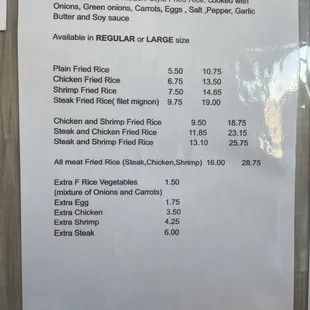 Fried Rice, cooked with
Onions, Green onions, Carrots, Eggs , Salt ,Pepper, Garlic
Butter and Soy sauce
Available in REGULAR or LARGE size
Plain Fried Rice 5.50 10.75
Chicken Fried Rice 6.75 13.50
Shrimp Fried Rice 7.50 14.65
Steak Fried Rice( filet mignon) 9.75 19.00
Chicken and Shrimp Fried Rice 9.50 18.75
Steak and Chicken Fried Rice 11.85 23.15
Steak and Shrimp Fried Rice 13.10 25.75
All meat Fried Rice (Steak,Chicken,Shrimp) 16.00 28.75
Extra F Rice Vegetables 1.50
(mixture of Onions and Carrots)
Extra Egg 1.75
Extra Chicken 3.50
Extra Shrimp 4.25
Extra Steak 6.00